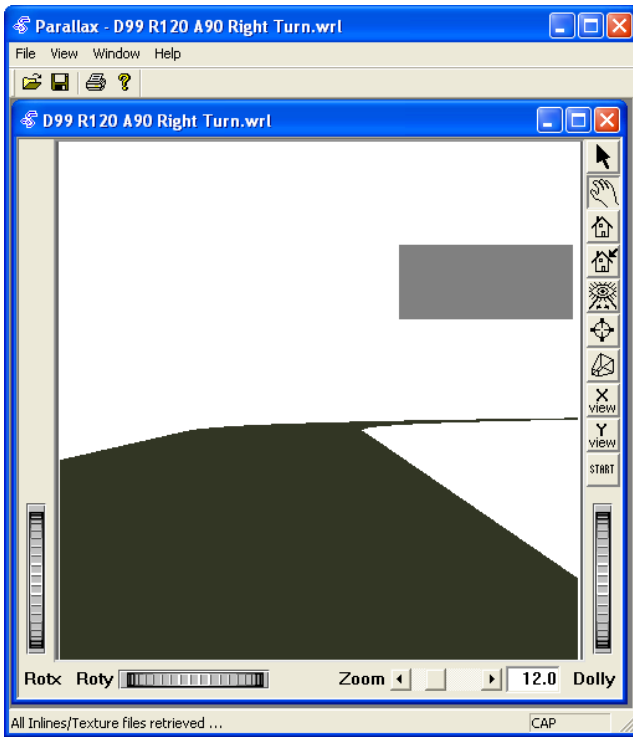 Parallax - D99 R120 A90 Right Turn.wrl
File View Window Help
D99 R120 A90 Right Turn.wrl
X
view
Y
view
START
Rotx Roty Zoom 12.0 Dolly
All Inlines/Texture files retrieved ... CAP